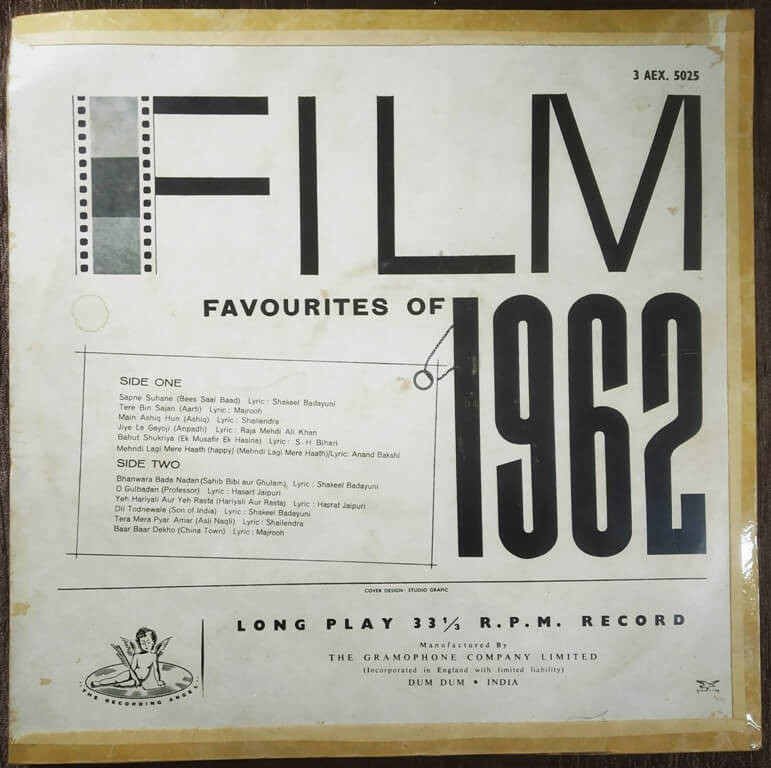 3 AEX. 5025
FILM
FAVOURITES OF
1962
SIDE ONE
Sapne Suhane (Bees Saal Baad) Lyric: Shakeel Badayuni
Tere Bin Sajan (Aarti) Lyric: Majrooh
Main Ashiq Hun (Ashiq) Lyric: Shailendra
Jiye Le Gayoji (Anpadh) Lyric: Raja Mehdi Ali Khan
Bahut Shukriya (Ek Musafir Ek Hasina) Lyric: S. H. Bihari
Mehndi Lagi Mere Haath (happy) (Mehndi Lagi Mere Haath)/Lyric: Anand Bakshi
SIDE TWO
Bhanwara Bada Nadan (Sahib Bibi aur Ghulam), Lyric: Shakeel Badayuni
O Gulbadan (Professor) Lyric: Hasart Jaipuri
Yeh Hariyali Aur Yeh Rasta (Hariyali Aur Rasta) Lyric: Hasrat Jaipuri
Dil Todnewale (Son of India) Lyric: Shakeel Badayuni
Tera Mera Pyar Amar (Asli Naqli) Lyric: Shailendra
Baar Baar Dekho (China Town) Lyric: Majrooh
COVER DESIGN: STUDIO GRAFIC
LONG PLAY 33⅓ R.P.M. RECORD
Manufactured By
THE GRAMOPHONE COMPANY LIMITED
(Incorporated in England with limited liability)
DUM DUM • INDIA
THE RECORDING ANGEL